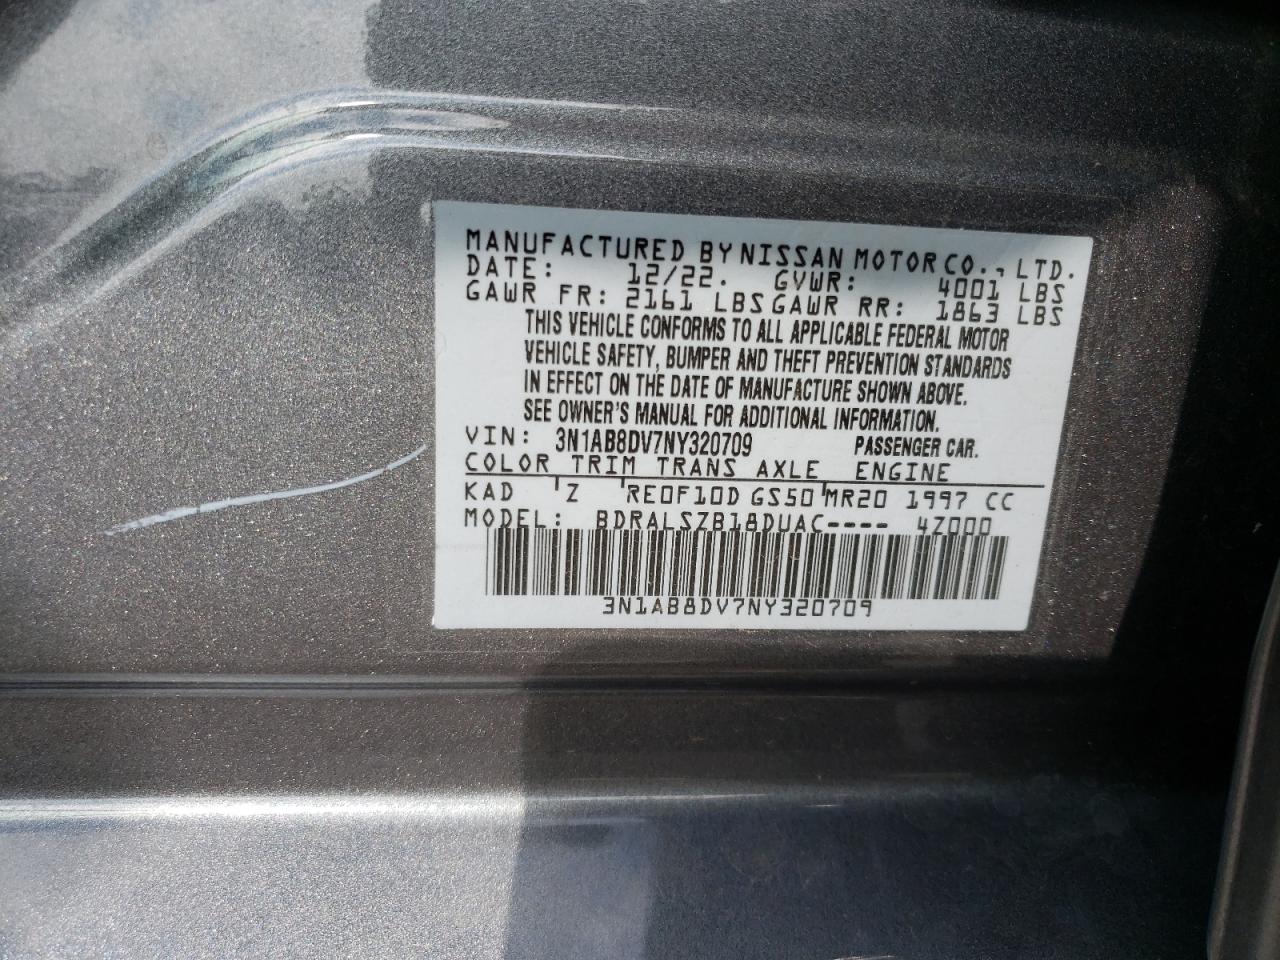 MANUFACTURED BY NISSAN MOTOR CO., LTD.
DATE: 12/22. GVWR: 4001 LBS
GAWR FR: 2161 LBS GAWR RR: 1863 LBS
THIS VEHICLE CONFORMS TO ALL APPLICABLE FEDERAL MOTOR
VEHICLE SAFETY, BUMPER AND THEFT PREVENTION STANDARDS
IN EFFECT ON THE DATE OF MANUFACTURE SHOWN ABOVE.
SEE OWNER'S MANUAL FOR ADDITIONAL INFORMATION.
VIN: 3N1AB8DV7NY320709 PASSENGER CAR.
COLOR TRIM TRANS AXLE ENGINE
KAD Z RE0F10D GS50 MR20 1997 CC
MODEL: BDRALSZB18DUAC---- 4Z000
3N1AB8DV7NY320709